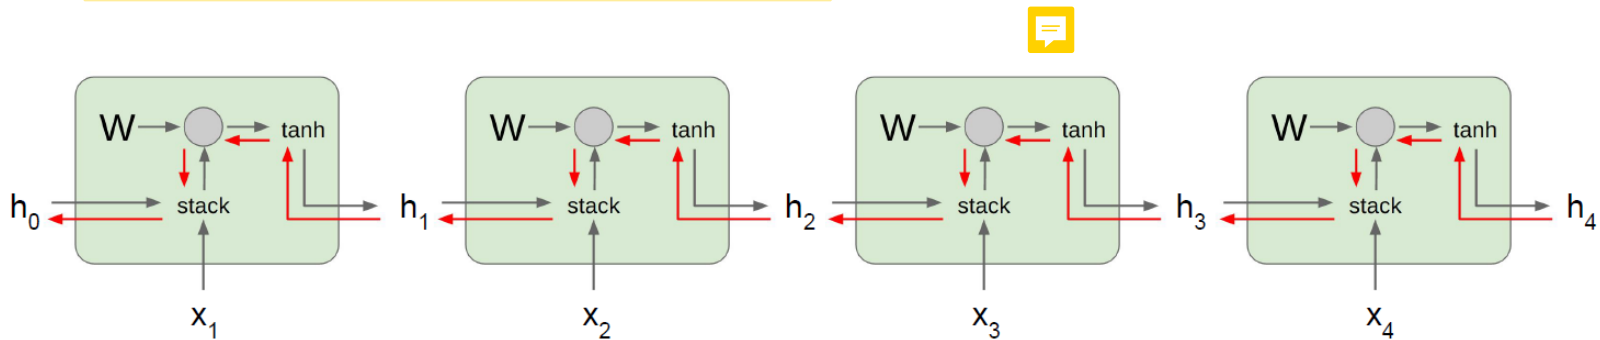 W tanh W tanh W tanh W tanh
h0 stack h1 stack h2 stack h3 stack h4
x1 x2 x3 x4